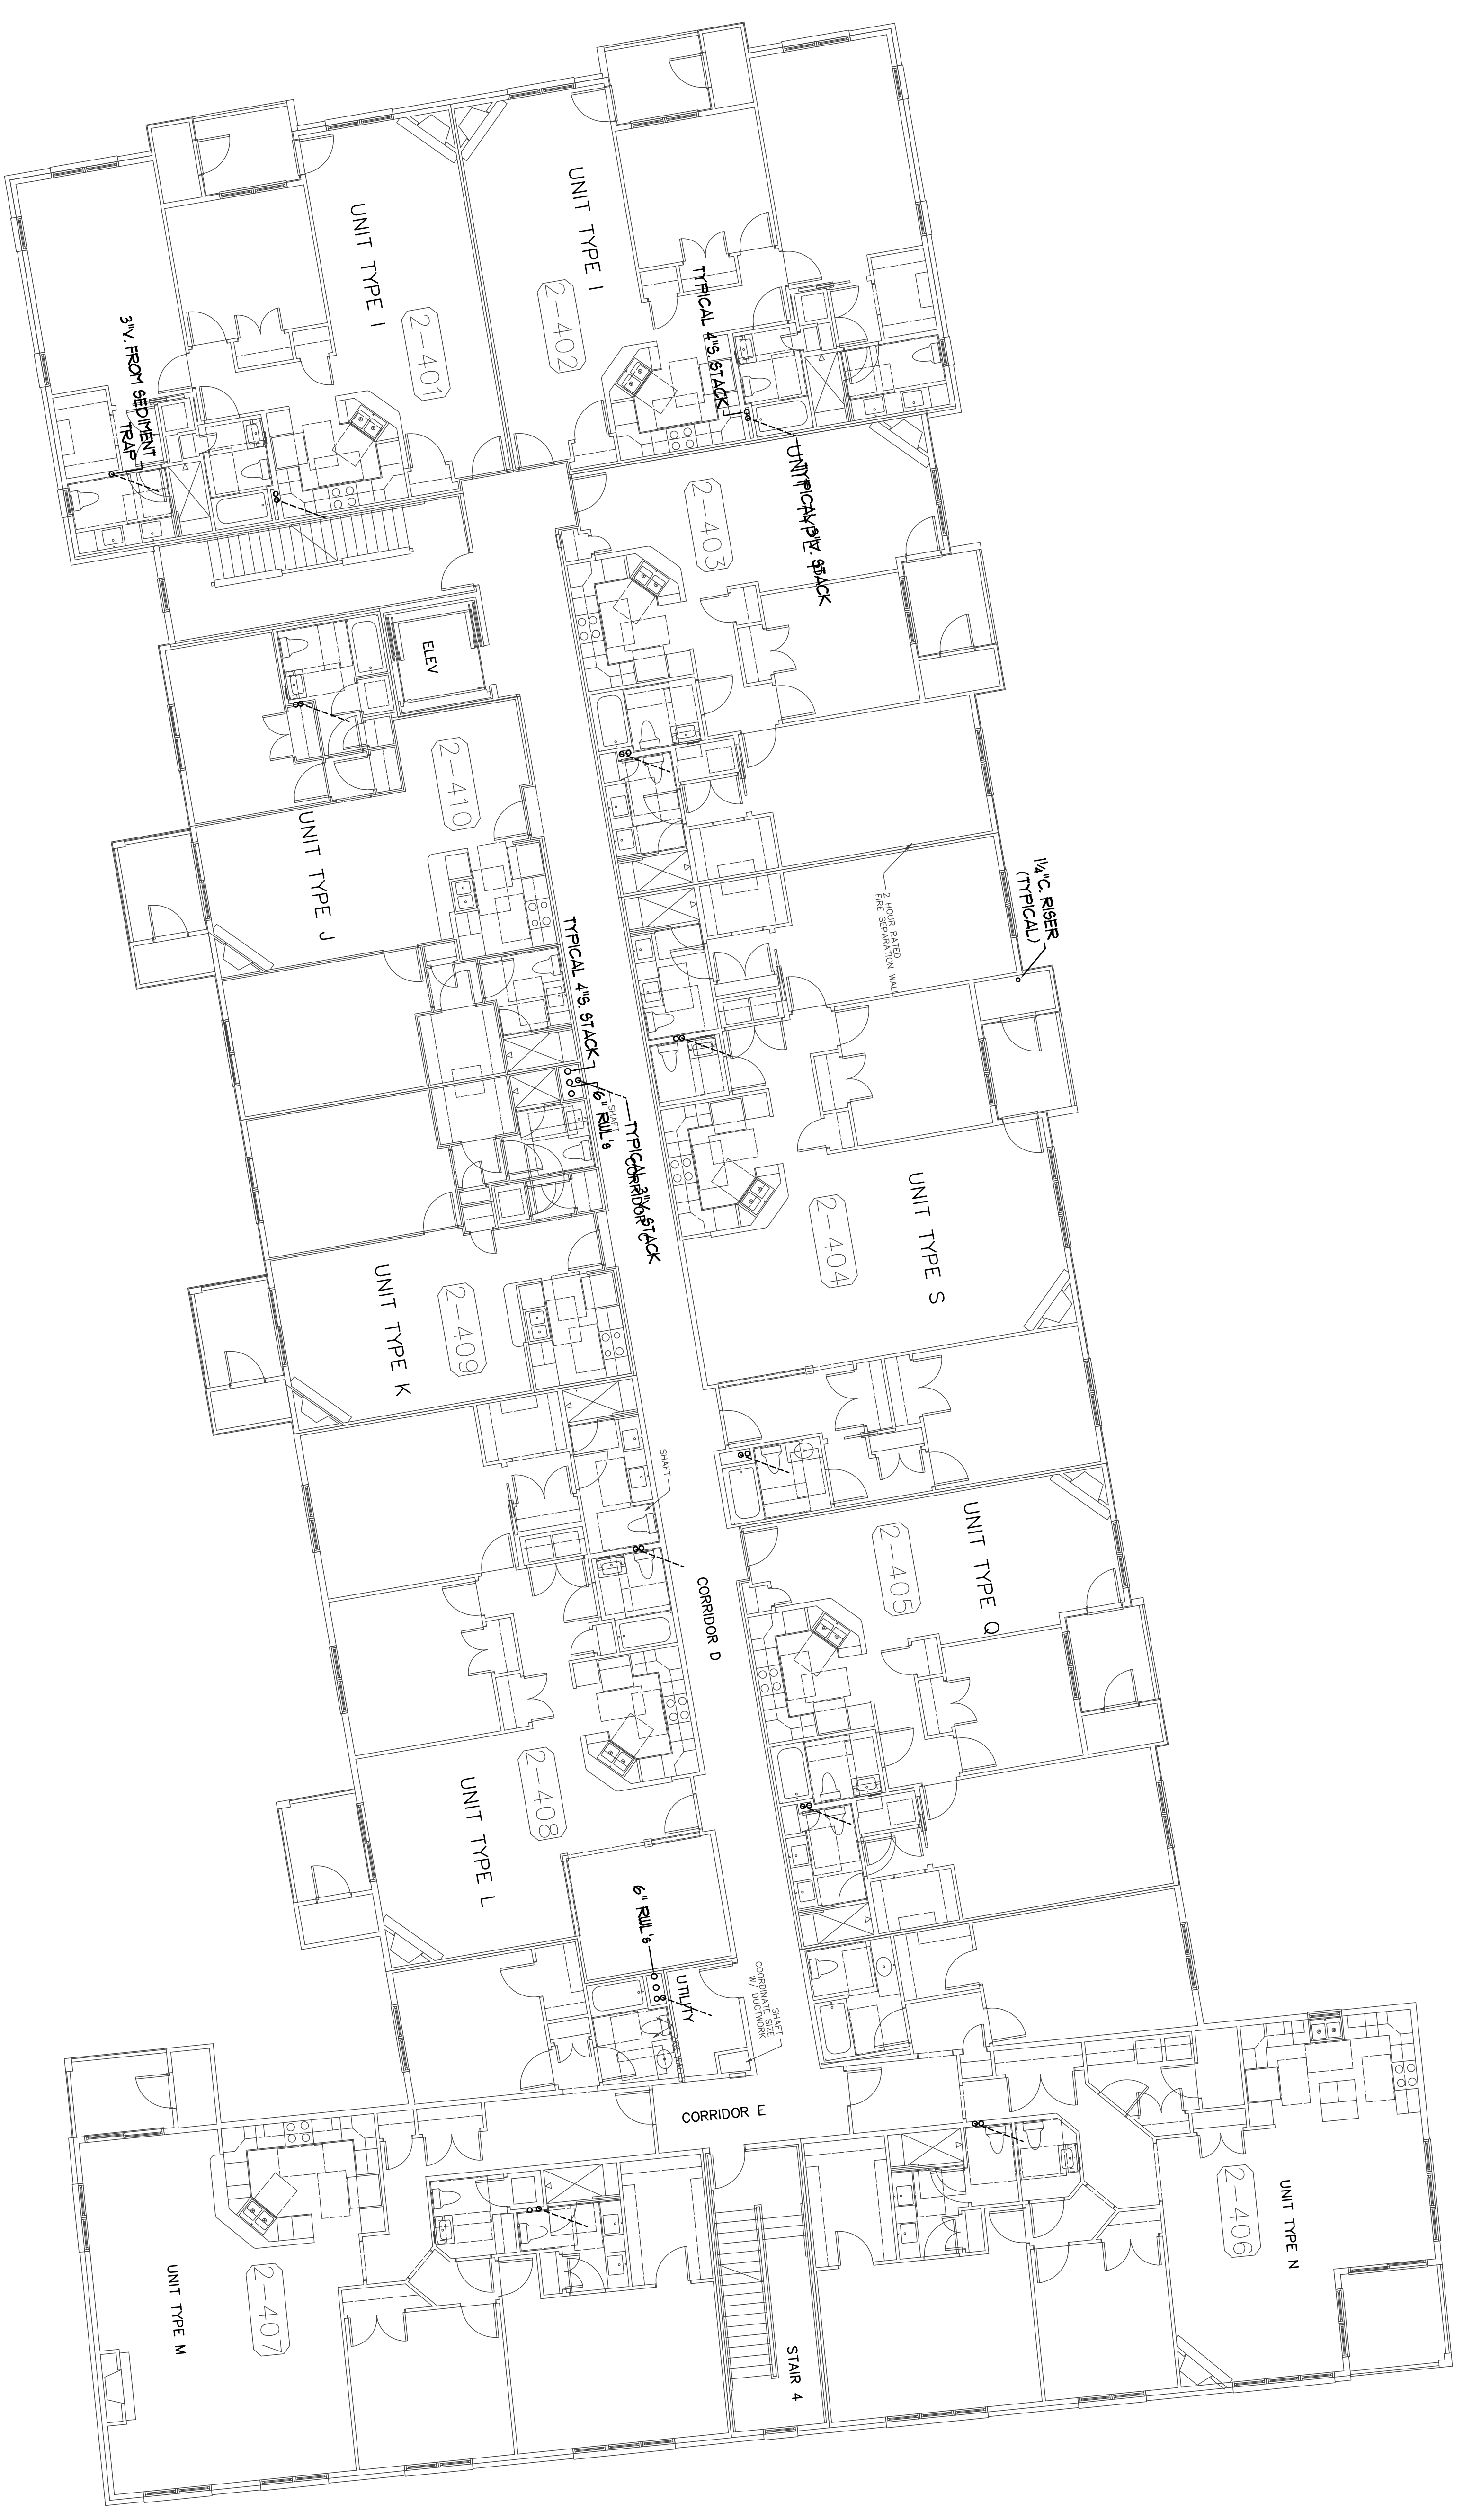 UNIT TYPE I
2-401
UNIT TYPE I
2-402
TYPICAL 4"S. STACK
3"V. FROM SEDIMENT
TRAP
2-403
TYPICAL 3"V. STACK
ELEV
2-410
UNIT TYPE J
2 HOUR RATED
FIRE SEPARATION WALL
1¼"C. RISER
(TYPICAL)
TYPICAL 4"S. STACK
6" RWL's
SHAFT
TYPICAL 3"V. STACK
CORRIDOR
UNIT TYPE S
2-404
UNIT TYPE K
2-409
SHAFT
UNIT TYPE Q
2-405
CORRIDOR D
UNIT TYPE L
2-408
6" RWL's
UTILITY
SHAFT
COORDINATE SIZE
W/ DUCTWORK
CORRIDOR E
2-406
UNIT TYPE N
UNIT TYPE M
2-407
STAIR 4